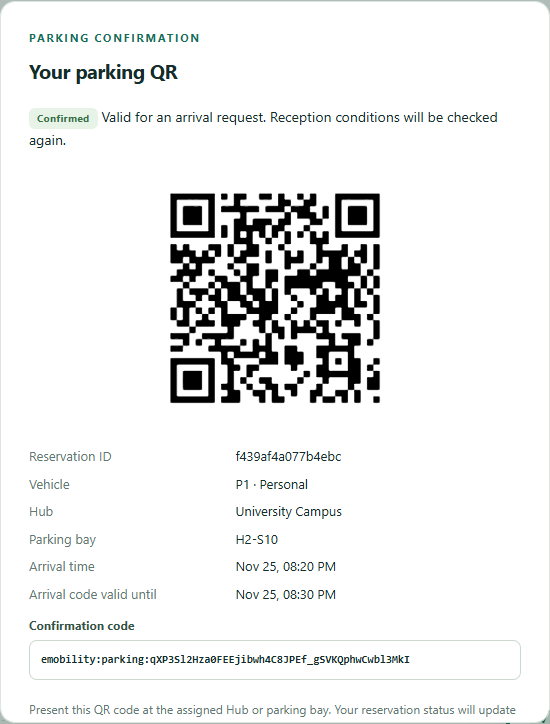 PARKING CONFIRMATION
Your parking QR
Confirmed Valid for an arrival request. Reception conditions will be checked
again.
Reservation ID f439af4a077b4ebc
Vehicle P1 · Personal
Hub University Campus
Parking bay H2-S10
Arrival time Nov 25, 08:20 PM
Arrival code valid until Nov 25, 08:30 PM
Confirmation code
emobility:parking:qXP3Sl2Hza0FEEjibwh4C8JPEf_gSVKQphwCwbl3MkI
Present this QR code at the assigned Hub or parking bay. Your reservation status will update